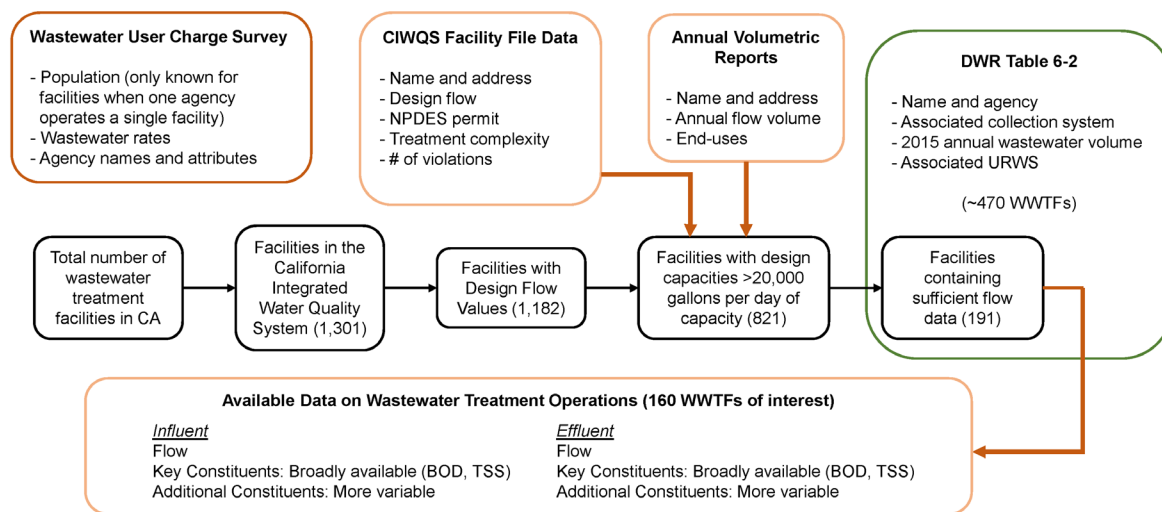 Wastewater User Charge Survey
- Population (only known for
facilities when one agency
operates a single facility)
- Wastewater rates
- Agency names and attributes
CIWQS Facility File Data
- Name and address
- Design flow
- NPDES permit
- Treatment complexity
- # of violations
Annual Volumetric
Reports
- Name and address
- Annual flow volume
- End-uses
DWR Table 6-2
- Name and agency
- Associated collection system
- 2015 annual wastewater volume
- Associated URWS
(~470 WWTFs)
Total number of
wastewater
treatment
facilities in CA
Facilities in the
California
Integrated
Water Quality
System (1,301)
Facilities with
Design Flow
Values (1,182)
Facilities with design
capacities >20,000
gallons per day of
capacity (821)
Facilities
containing
sufficient flow
data (191)
Available Data on Wastewater Treatment Operations (160 WWTFs of interest)
Influent
Flow
Key Constituents: Broadly available (BOD, TSS)
Additional Constituents: More variable
Effluent
Flow
Key Constituents: Broadly available (BOD, TSS)
Additional Constituents: More variable